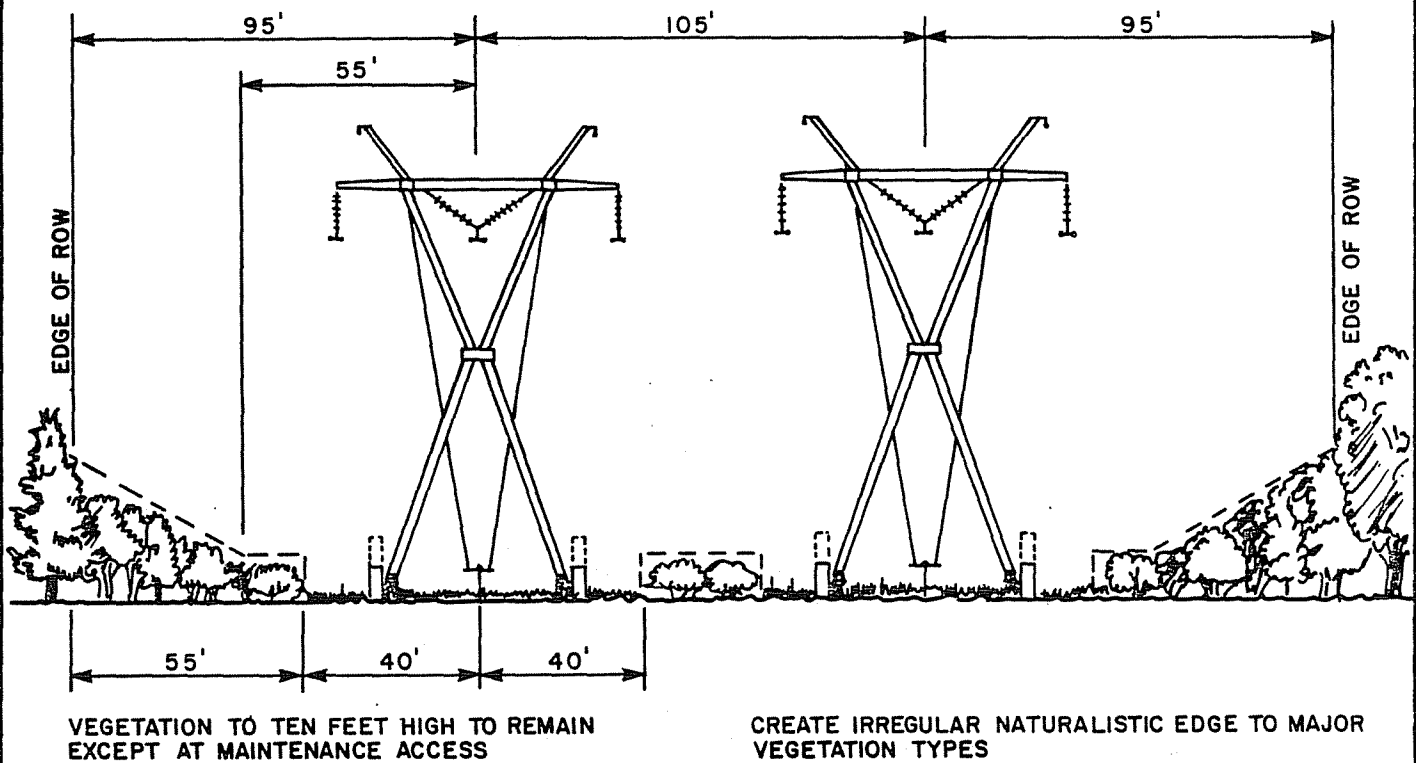 95' 105' 95'
55'
EDGE OF ROW
EDGE OF ROW
55' 40' 40'
VEGETATION TO TEN FEET HIGH TO REMAIN
EXCEPT AT MAINTENANCE ACCESS
CREATE IRREGULAR NATURALISTIC EDGE TO MAJOR
VEGETATION TYPES